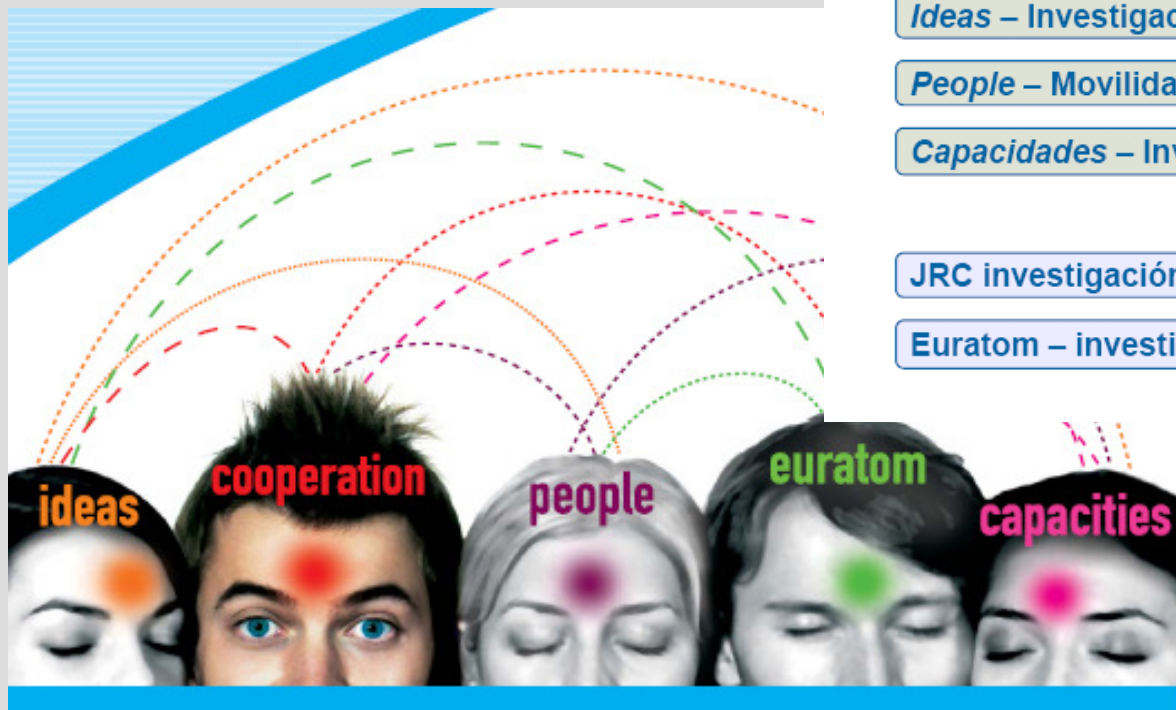 Ideas – Investigac
People – Movilida
Capacidades – Inv
JRC investigación
Euratom – investi
ideas
cooperation
people
euratom
capacities